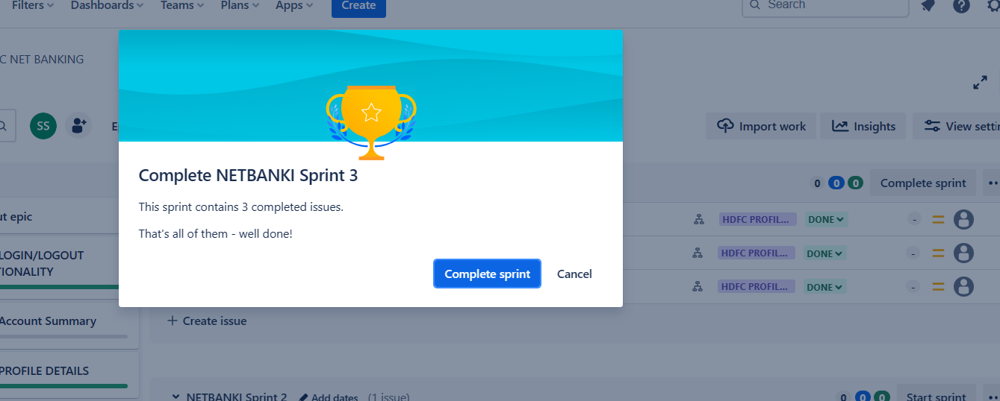 Filters Dashboards Teams Plans Apps Create Search
C NET BANKING
SS
Import work Insights View setti
Complete NETBANKI Sprint 3
0 0 0 Complete sprint
This sprint contains 3 completed issues.
ut epic
HDFC PROFIL... DONE -
That's all of them - well done!
LOGIN/LOGOUT
TIONALITY
HDFC PROFIL... DONE -
Complete sprint Cancel
HDFC PROFIL... DONE -
Account Summary
+ Create issue
PROFILE DETAILS
NETBANKI Sprint 2 Add dates (1 issue) 0 0 0 Start sprint